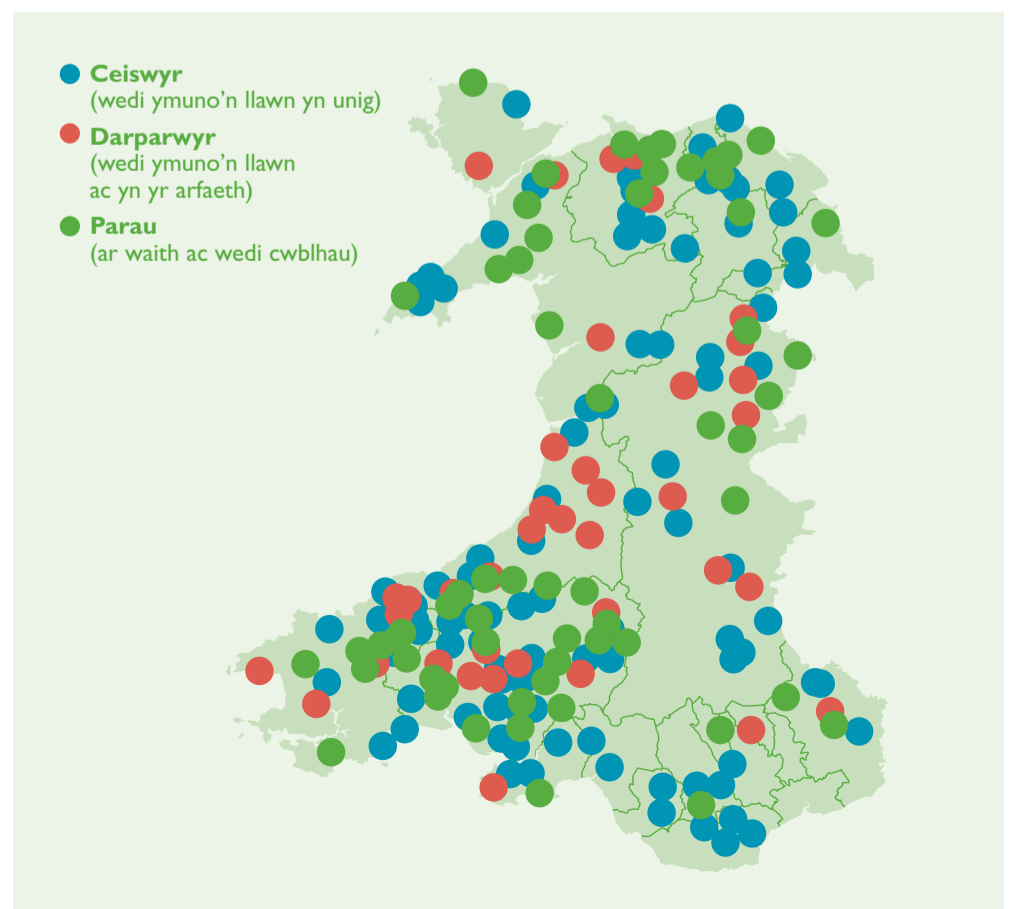 Ceiswyr
(wedi ymuno’n llawn yn unig)
Darparwyr
(wedi ymuno’n llawn
ac yn yr arfaeth)
Parau
(ar waith ac wedi cwblhau)